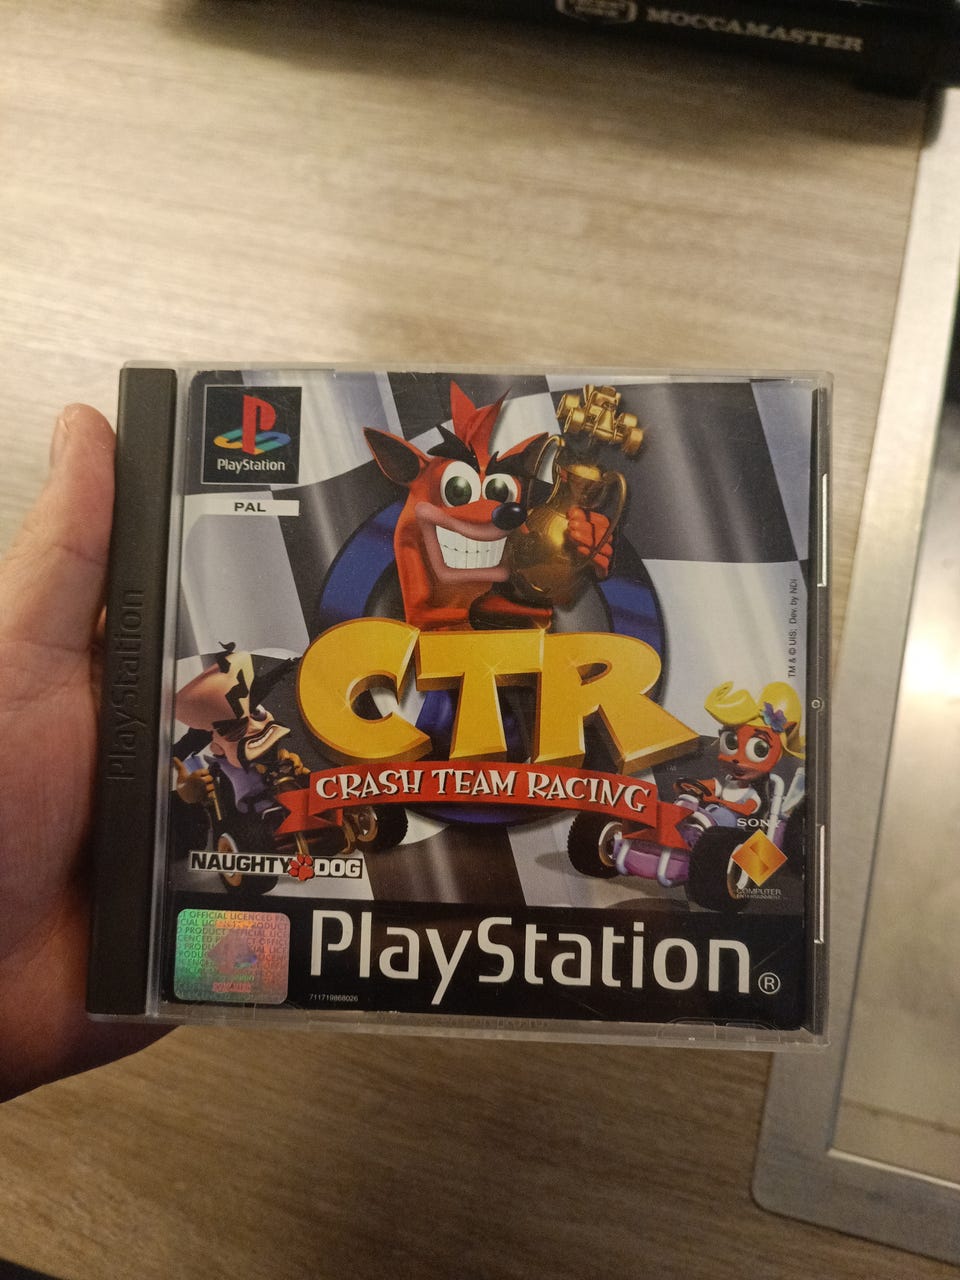 MOCCAMASTER
PlayStation
PAL
PlayStation
TM & © UIS; Dev. by NDI
CTR
TM
CRASH TEAM RACING
NAUGHTY DOG
SONY
COMPUTER
ENTERTAINMENT
PlayStation®
711719868026